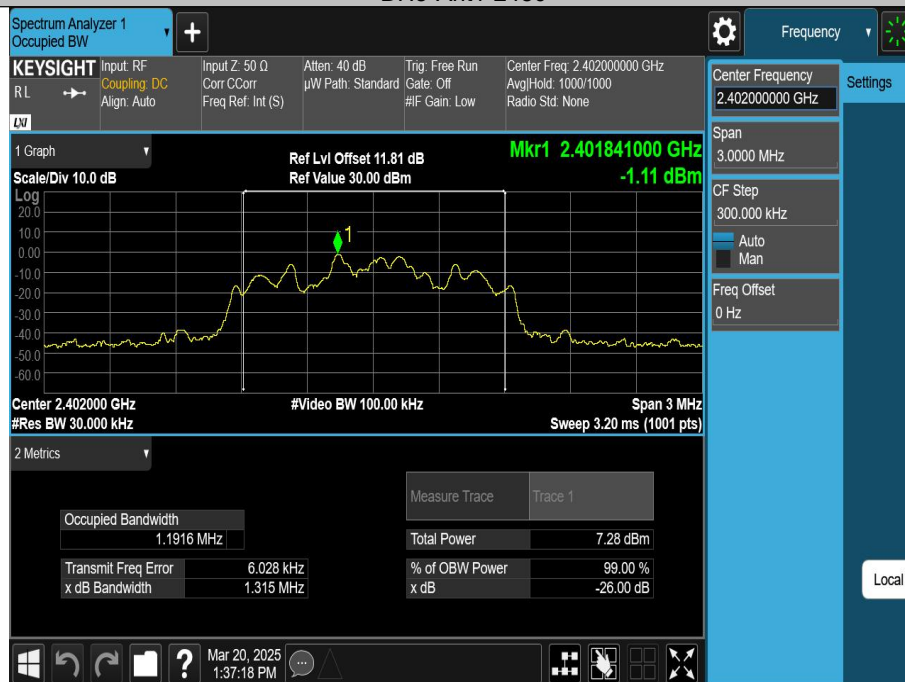 Spectrum Analyzer 1
Occupied BW
Frequency
KEYSIGHT
RL
LXI
Input: RF
Coupling: DC
Align: Auto
Input Z: 50 Ω
Corr CCorr
Freq Ref: Int (S)
Atten: 40 dB
µW Path: Standard
Trig: Free Run
Gate: Off
#IF Gain: Low
Center Freq: 2.402000000 GHz
Avg|Hold: 1000/1000
Radio Std: None
Center Frequency
2.402000000 GHz
Settings
Span
3.0000 MHz
CF Step
300.000 kHz
Auto
Man
Freq Offset
0 Hz
Local
1 Graph
Scale/Div 10.0 dB
Ref Lvl Offset 11.81 dB
Ref Value 30.00 dBm
Mkr1 2.401841000 GHz
-1.11 dBm
Log
20.0
10.0
0.00
-10.0
-20.0
-30.0
-40.0
-50.0
-60.0
1
Center 2.402000 GHz
#Res BW 30.000 kHz
#Video BW 100.00 kHz
Span 3 MHz
Sweep 3.20 ms (1001 pts)
2 Metrics
Measure Trace Trace 1
Occupied Bandwidth
1.1916 MHz
Total Power 7.28 dBm
Transmit Freq Error 6.028 kHz
% of OBW Power 99.00 %
x dB Bandwidth 1.315 MHz
x dB -26.00 dB
?
Mar 20, 2025
1:37:18 PM